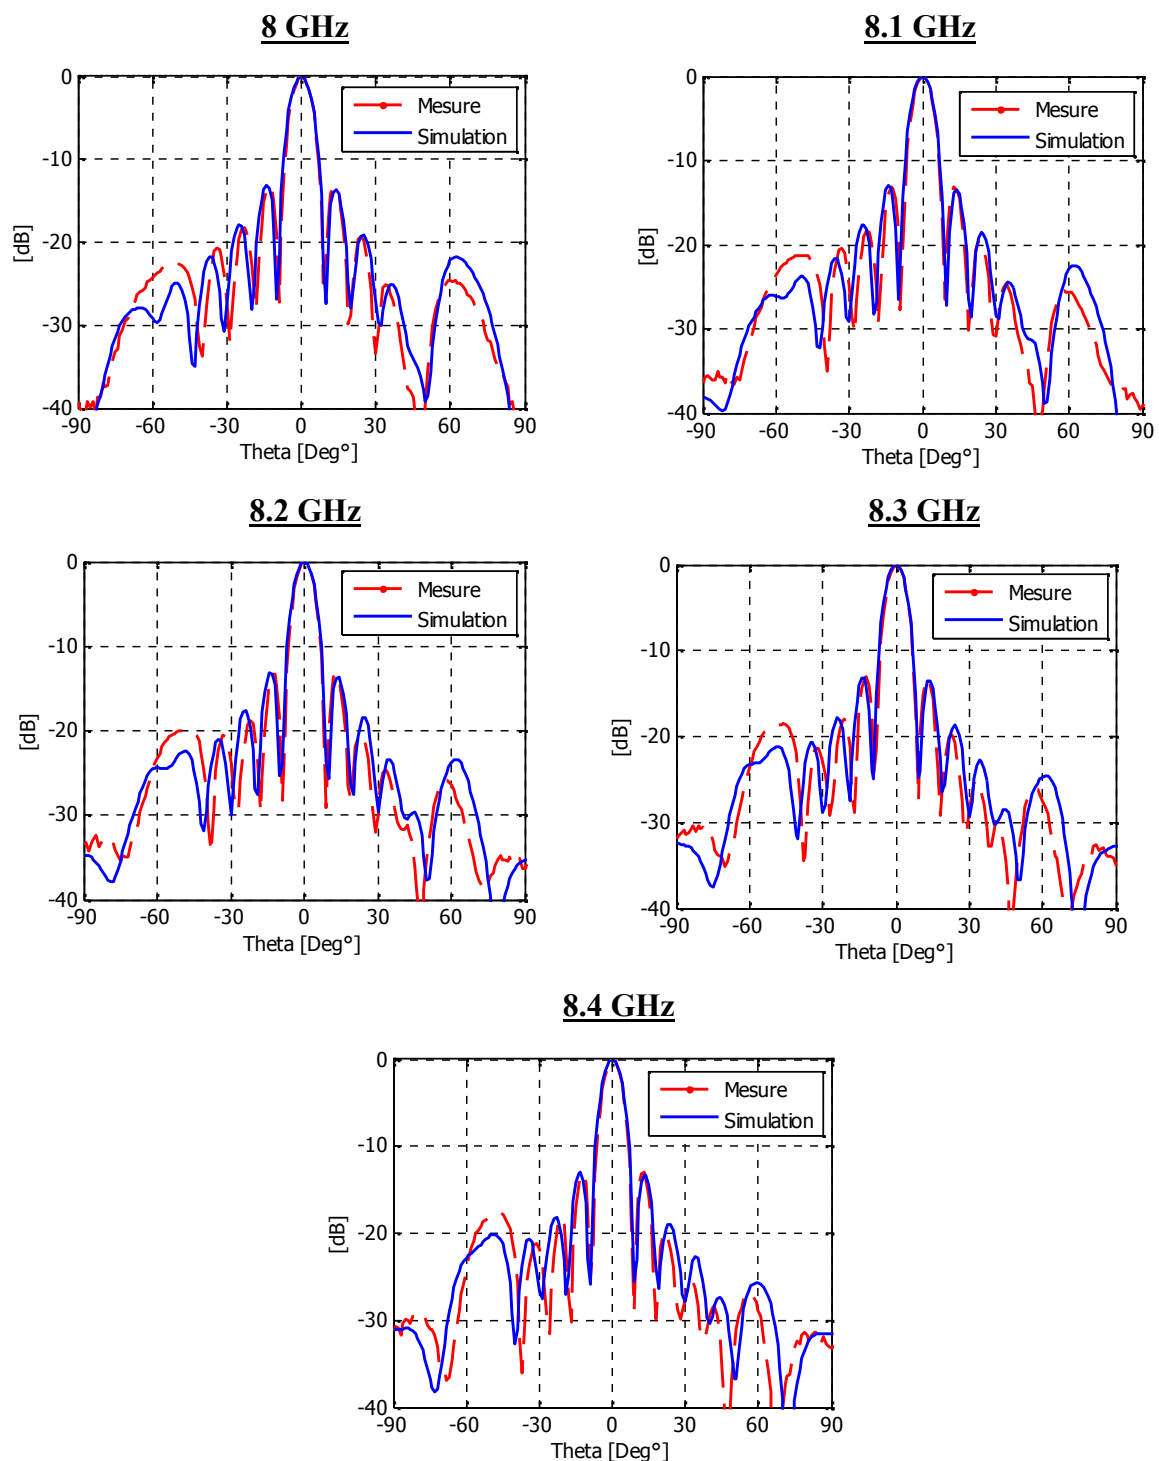 8 GHz
0
-10
-20
-30
-40
[dB]
-90 -60 -30 0 30 60 90
Theta [Deg°]
Mesure
Simulation
8.1 GHz
0
-10
-20
-30
-40
[dB]
-90 -60 -30 0 30 60 90
Theta [Deg°]
Mesure
Simulation
8.2 GHz
0
-10
-20
-30
-40
[dB]
-90 -60 -30 0 30 60 90
Theta [Deg°]
Mesure
Simulation
8.3 GHz
0
-10
-20
-30
-40
[dB]
-90 -60 -30 0 30 60 90
Theta [Deg°]
Mesure
Simulation
8.4 GHz
0
-10
-20
-30
-40
[dB]
-90 -60 -30 0 30 60 90
Theta [Deg°]
Mesure
Simulation